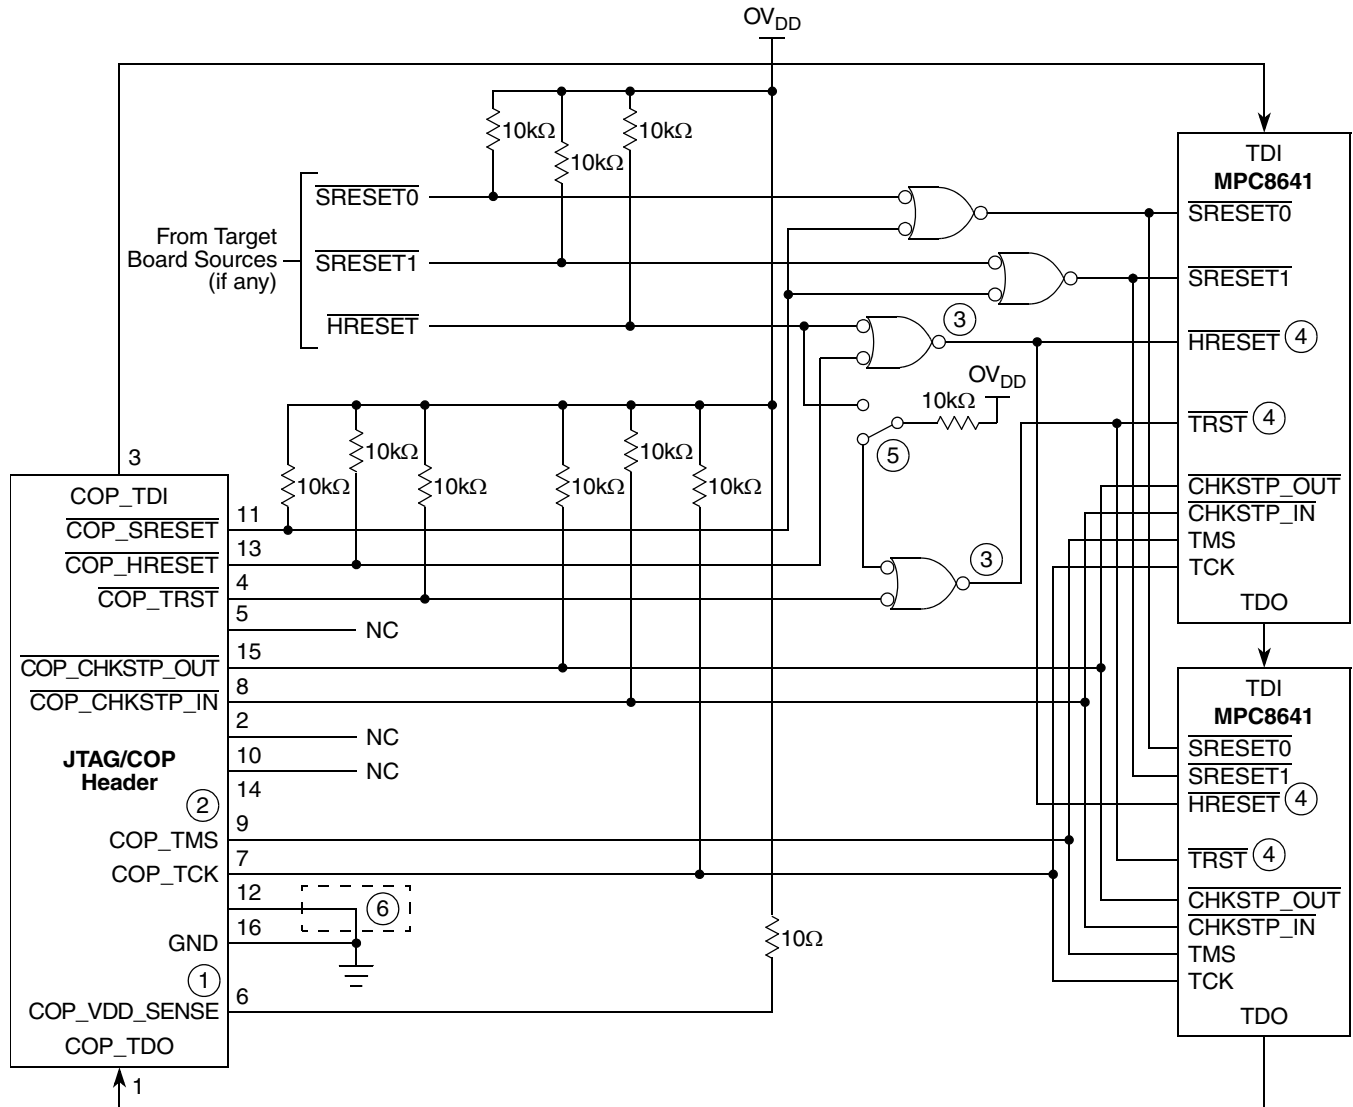 OVDD
10kΩ
10kΩ
10kΩ
From Target
Board Sources
(if any)
SRESET0
SRESET1
HRESET
3
OVDD
10kΩ
5
3
10kΩ
10kΩ
10kΩ
10kΩ
10kΩ
10kΩ
3
COP_TDI
COP_SRESET
11
COP_HRESET
13
COP_TRST
4
5
NC
COP_CHKSTP_OUT
15
COP_CHKSTP_IN
8
2
NC
10
NC
JTAG/COP
Header
14
2
COP_TMS
9
COP_TCK
7
12
6
GND
16
1
COP_VDD_SENSE
6
10Ω
COP_TDO
1
TDI
MPC8641
SRESET0
SRESET1
HRESET 4
TRST 4
CHKSTP_OUT
CHKSTP_IN
TMS
TCK
TDO
TDI
MPC8641
SRESET0
SRESET1
HRESET 4
TRST 4
CHKSTP_OUT
CHKSTP_IN
TMS
TCK
TDO